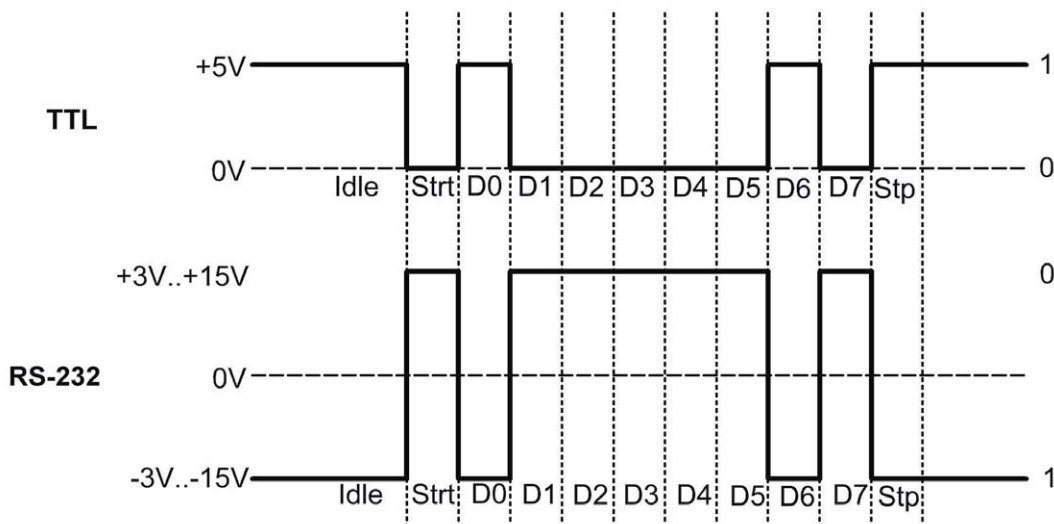 +5V 1
TTL
0V 0
Idle Strt D0 D1 D2 D3 D4 D5 D6 D7 Stp
+3V..+15V 0
RS-232 0V
-3V..-15V 1
Idle Strt D0 D1 D2 D3 D4 D5 D6 D7 Stp